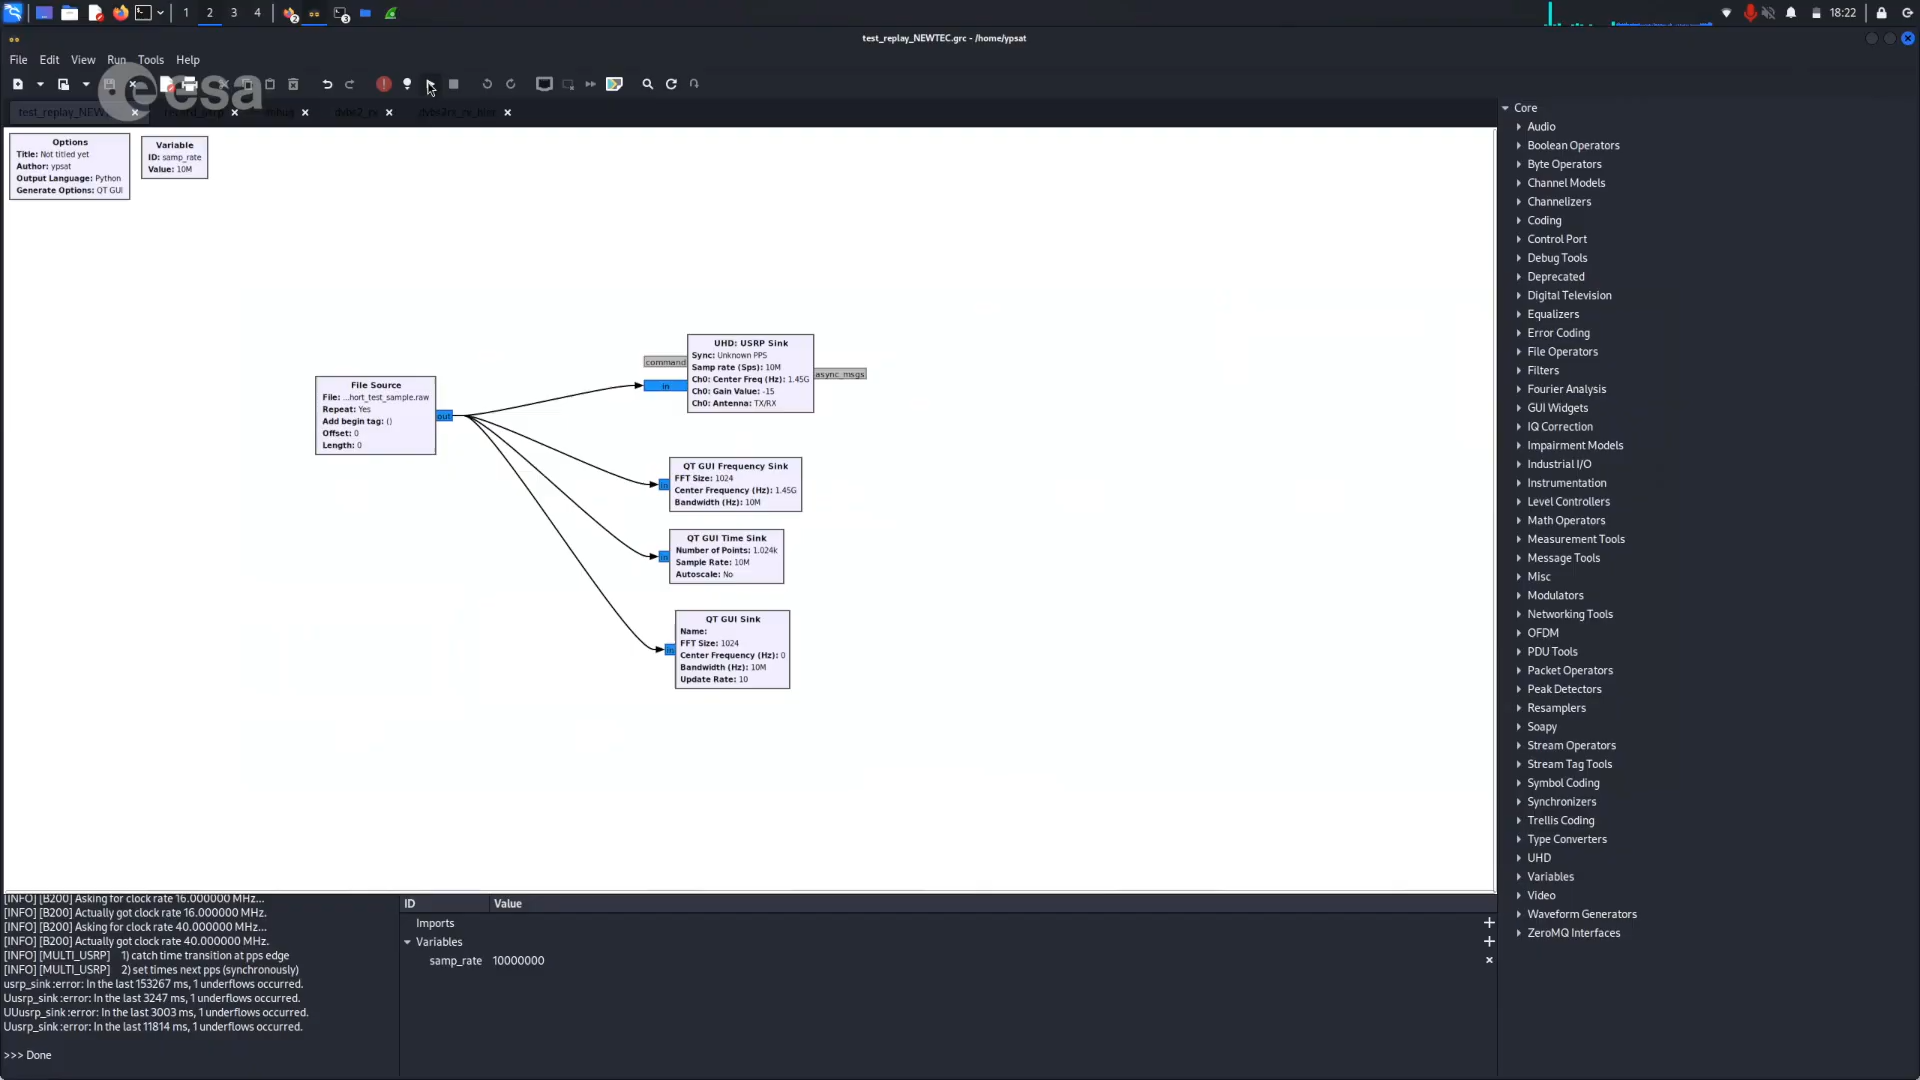 1 2 3 4
2
3
18:22
test_replay_NEWTEC.grc - /home/ypsat
File Edit View Run Tools Help
esa
test_replay_NEW
Options
Title: Not titled yet
Author: ypsat
Output Language: Python
Generate Options: QT GUI
Variable
ID: samp_rate
Value: 10M
File Source
File: ...hort_test_sample.raw
Repeat: Yes
Add begin tag: ()
Offset: 0
Length: 0
out
command
in
UHD: USRP Sink
Sync: Unknown PPS
Samp rate (Sps): 10M
Ch0: Center Freq (Hz): 1.45G
Ch0: Gain Value: -15
Ch0: Antenna: TX/RX
async_msgs
in
QT GUI Frequency Sink
FFT Size: 1024
Center Frequency (Hz): 1.45G
Bandwidth (Hz): 10M
in
QT GUI Time Sink
Number of Points: 1.024k
Sample Rate: 10M
Autoscale: No
in
QT GUI Sink
Name:
FFT Size: 1024
Center Frequency (Hz): 0
Bandwidth (Hz): 10M
Update Rate: 10
Core
Audio
Boolean Operators
Byte Operators
Channel Models
Channelizers
Coding
Control Port
Debug Tools
Deprecated
Digital Television
Equalizers
Error Coding
File Operators
Filters
Fourier Analysis
GUI Widgets
IQ Correction
Impairment Models
Industrial I/O
Instrumentation
Level Controllers
Math Operators
Measurement Tools
Message Tools
Misc
Modulators
Networking Tools
OFDM
PDU Tools
Packet Operators
Peak Detectors
Resamplers
Soapy
Stream Operators
Stream Tag Tools
Symbol Coding
Synchronizers
Trellis Coding
Type Converters
UHD
Variables
Video
Waveform Generators
ZeroMQ Interfaces
[INFO] [B200] Asking for clock rate 16.000000 MHz...
[INFO] [B200] Actually got clock rate 16.000000 MHz.
[INFO] [B200] Asking for clock rate 40.000000 MHz...
[INFO] [B200] Actually got clock rate 40.000000 MHz.
[INFO] [MULTI_USRP] 1) catch time transition at pps edge
[INFO] [MULTI_USRP] 2) set times next pps (synchronously)
usrp_sink :error: In the last 153267 ms, 1 underflows occurred.
Uusrp_sink :error: In the last 3247 ms, 1 underflows occurred.
UUusrp_sink :error: In the last 3003 ms, 1 underflows occurred.
Uusrp_sink :error: In the last 11814 ms, 1 underflows occurred.
>>> Done
ID Value
Imports
Variables
samp_rate 10000000